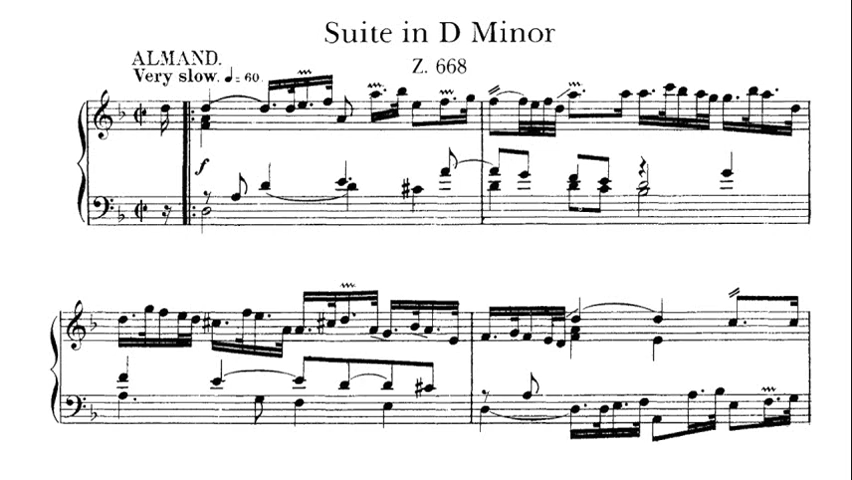 Suite in D Minor
Z. 668
ALMAND.
Very slow. ♩= 60.
f